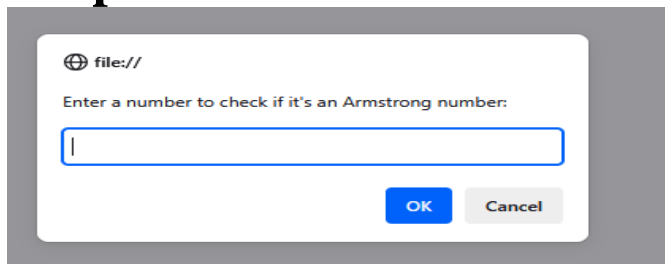 file://
Enter a number to check if it's an Armstrong number:
OK Cancel